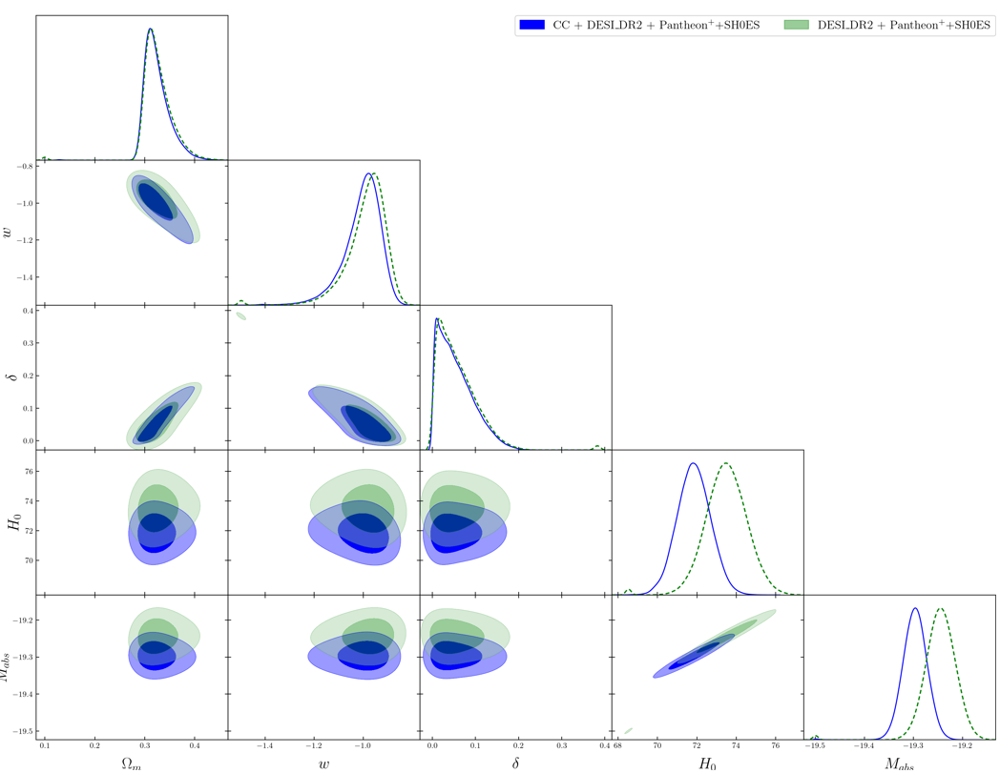 CC + DESI_DR2 + Pantheon⁺+SH0ES DESI_DR2 + Pantheon⁺+SH0ES
−0.8
−1.0
−1.2
−1.4
w
0.4
0.3
0.2
0.1
0.0
δ
76
74
72
70
H₀
−19.2
−19.3
−19.4
−19.5
M_abs
0.1 0.2 0.3 0.4 −1.4 −1.2 −1.0 0.0 0.1 0.2 0.3 0.4 68 70 72 74 76 −19.5 −19.4 −19.3 −19.2
Ω_m w δ H₀ M_abs